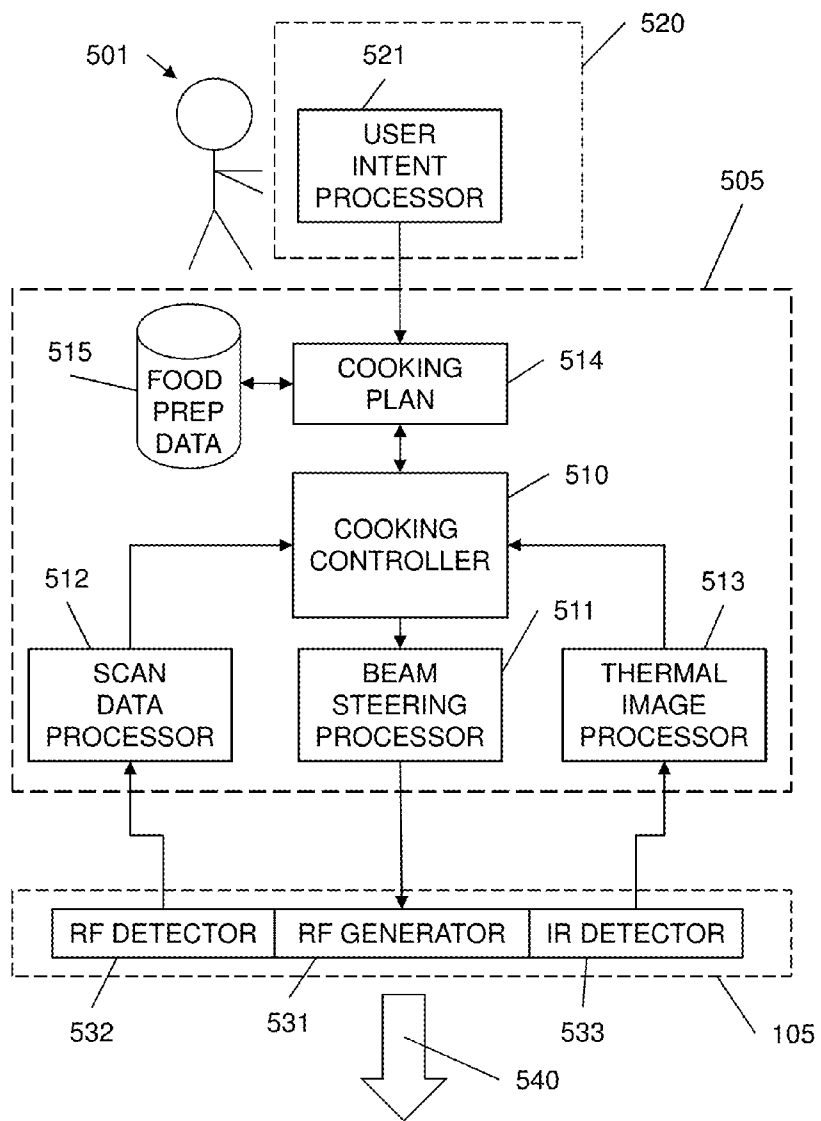 520
501
521
USER
INTENT
PROCESSOR
505
515
FOOD
PREP
DATA
COOKING
PLAN
514
510
COOKING
CONTROLLER
512
511
513
SCAN
DATA
PROCESSOR
BEAM
STEERING
PROCESSOR
THERMAL
IMAGE
PROCESSOR
RF DETECTOR
RF GENERATOR
IR DETECTOR
532
531
533
105
540